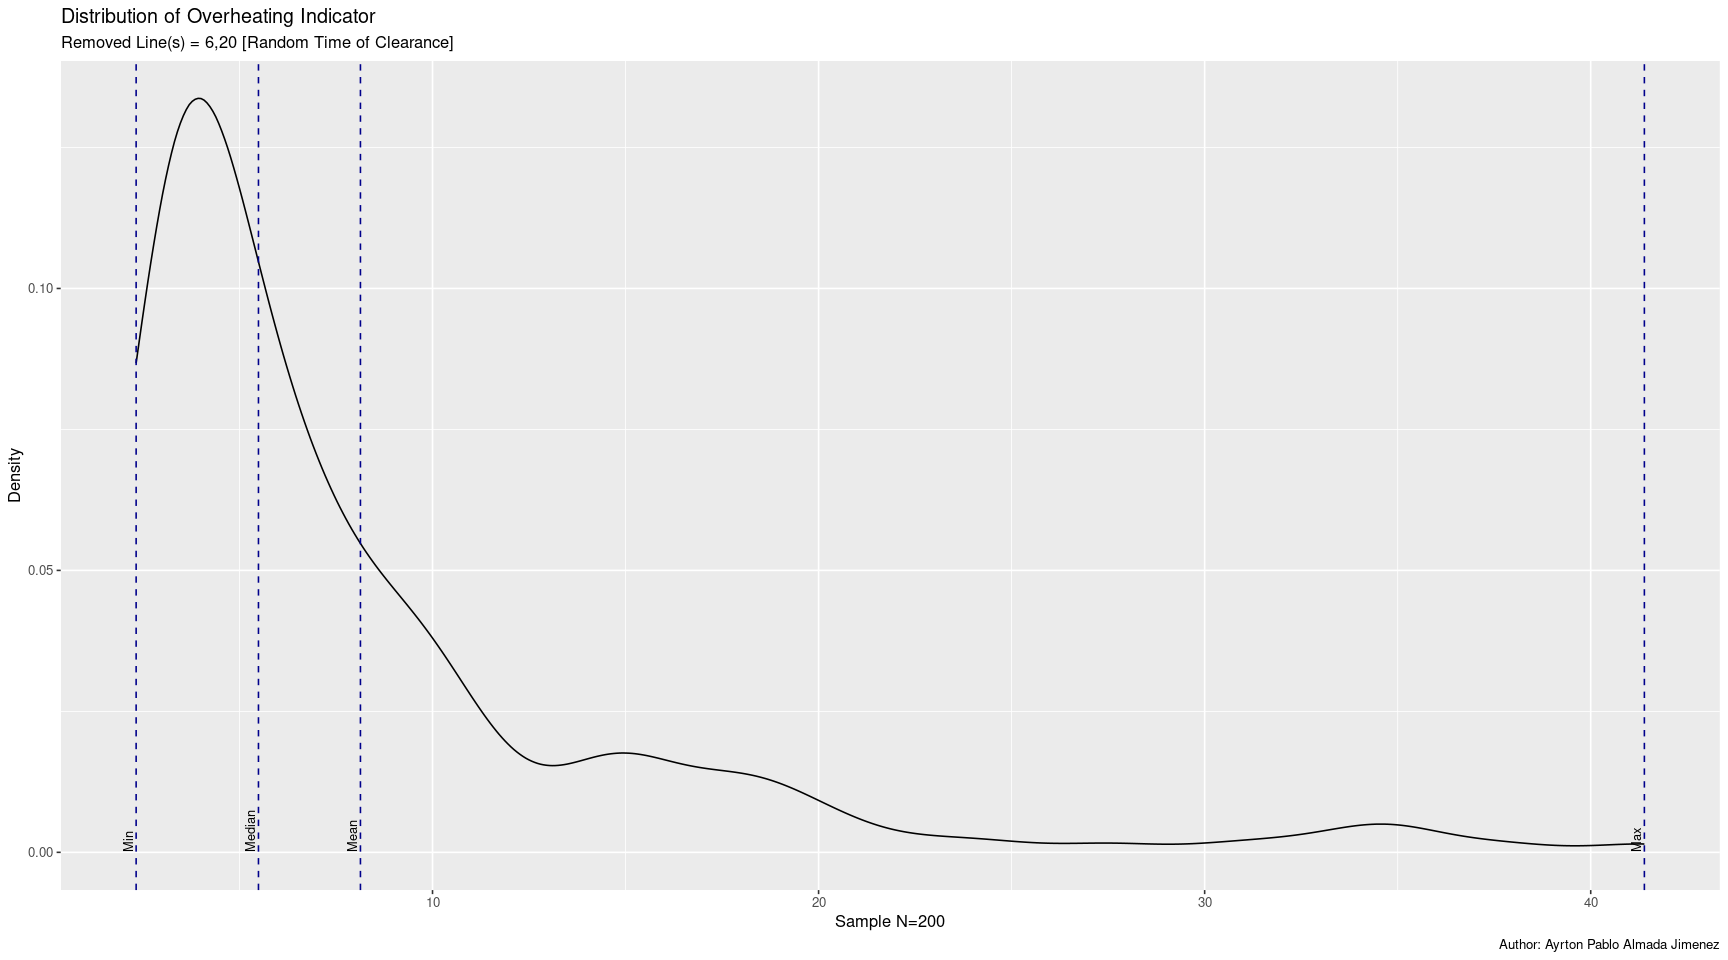 Distribution of Overheating Indicator
Removed Line(s) = 6,20 [Random Time of Clearance]
Density
0.10
0.05
0.00
Min
Median
Mean
Max
10
20
30
40
Sample N=200
Author: Ayrton Pablo Almada Jimenez